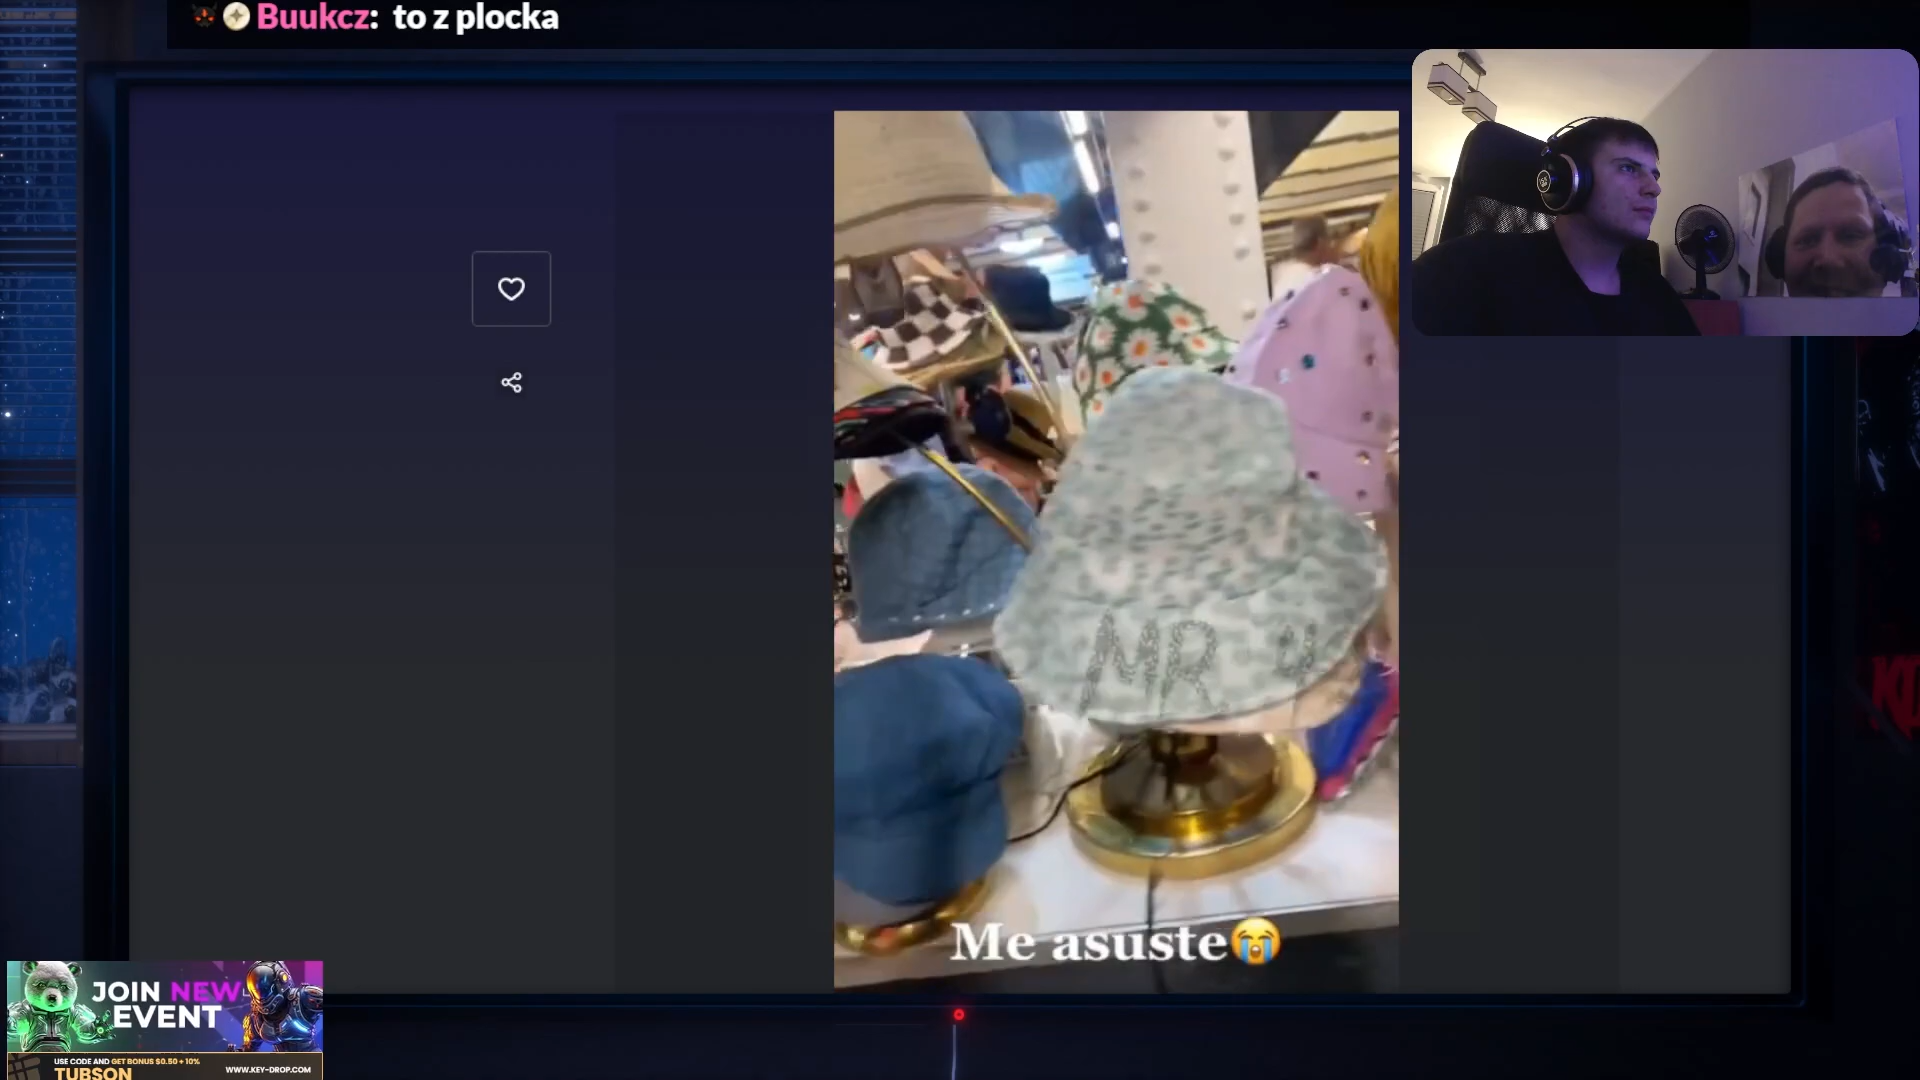 Buukcz: to z plocka
MR
Me asuste😭
JOIN NEW
EVENT
USE CODE AND GET BONUS $0.50 + 10%
TUBSON
WWW.KEY-DROP.COM